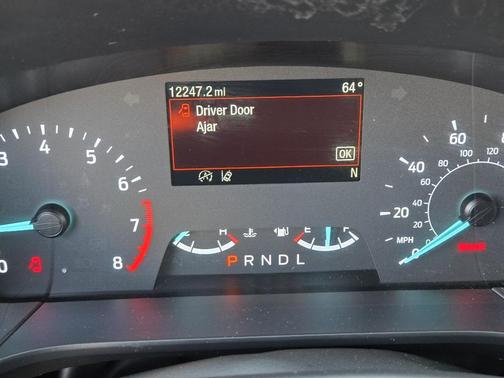 12247.2 mi 64°
Driver Door
Ajar
OK
N
3 4 5 6 7 8
0
C H E F
P R N D L
0 20 40 60 80
MPH
100 120